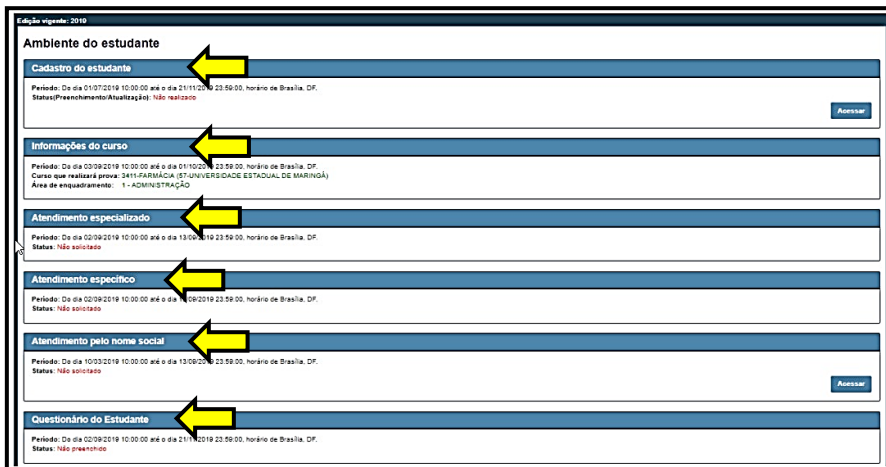 Edição vigente: 2019
Ambiente do estudante
Cadastro do estudante
Período: Do dia 01/07/2019 10:00:00 até o dia 21/11/2019 23:59:00, horário de Brasília, DF.
Status(Preenchimento/Atualização): Não realizado
Acessar
Informações do curso
Período: Do dia 03/09/2019 10:00:00 até o dia 01/10/2019 23:59:00, horário de Brasília, DF.
Curso que realizará prova: 3411-FARMÁCIA (57-UNIVERSIDADE ESTADUAL DE MARINGÁ)
Área de enquadramento: 1 - ADMINISTRAÇÃO
Atendimento especializado
Período: Do dia 02/09/2019 10:00:00 até o dia 13/09/2019 23:59:00, horário de Brasília, DF.
Status: Não solicitado
Atendimento específico
Período: Do dia 02/09/2019 10:00:00 até o dia 23:59:00, horário de Brasília, DF.
Status: Não solicitado
Atendimento pelo nome social
Período: Do dia 10/03/2019 10:00:00 até o dia 13/09/2019 23:59:00, horário de Brasília, DF.
Status: Não solicitado
Acessar
Questionário do Estudante
Período: Do dia 02/09/2019 10:00:00 até o dia 21/11/2019 23:59:00, horário de Brasília, DF.
Status: Não preenchido